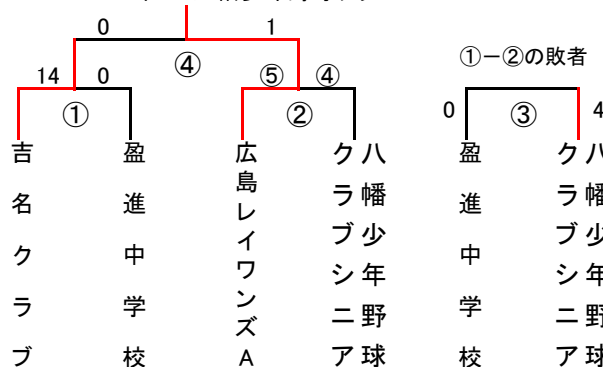 0 1
④
①－②の敗者
14 0 ⑤ ④
① ② 0 ③ 4
吉名クラブ
盈進中学校
広島レイワンズA
八幡少年野球
クラブシニア
盈進中学校
八幡少年野球
クラブシニア